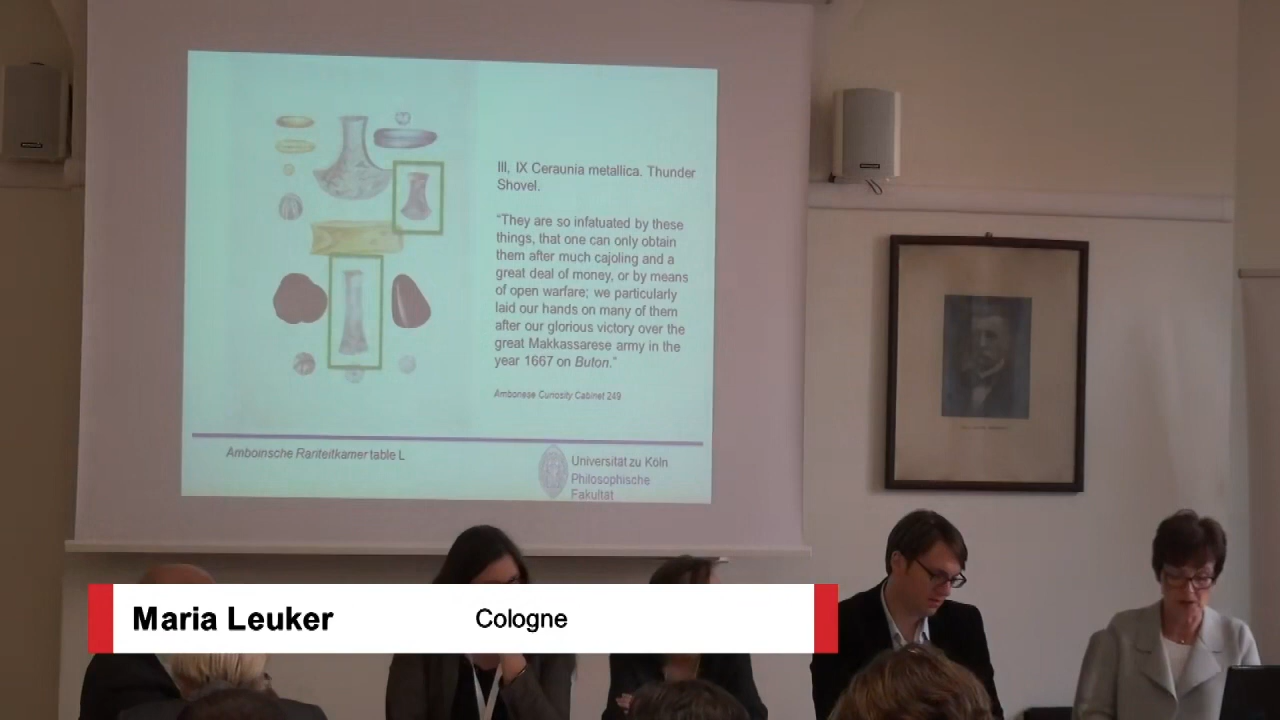 III, IX Ceraunia metallica. Thunder
Shovel.
“They are so infatuated by these
things, that one can only obtain
them after much cajoling and a
great deal of money, or by means
of open warfare; we particularly
laid our hands on many of them
after our glorious victory over the
great Makkassarese army in the
year 1667 on Buton.”
Ambonese Curiosity Cabinet 249
Amboinsche Rariteitkamer table L
Universität zu Köln
Philosophische
Fakultät
Maria Leuker Cologne